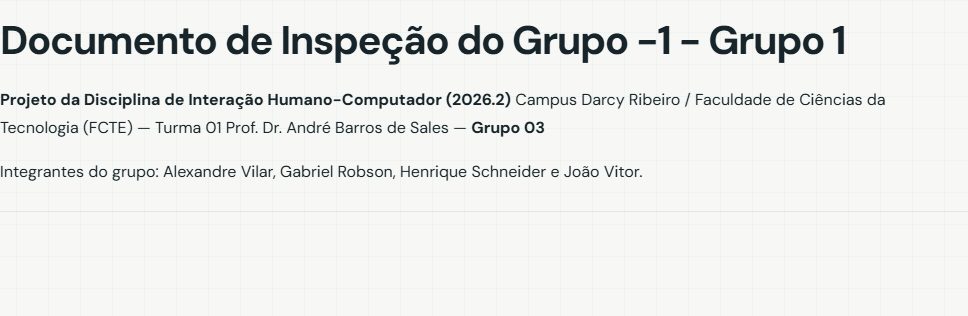 Documento de Inspeção do Grupo -1 - Grupo 1
Projeto da Disciplina de Interação Humano-Computador (2026.2) Campus Darcy Ribeiro / Faculdade de Ciências da
Tecnologia (FCTE) — Turma 01 Prof. Dr. André Barros de Sales — Grupo 03
Integrantes do grupo: Alexandre Vilar, Gabriel Robson, Henrique Schneider e João Vitor.